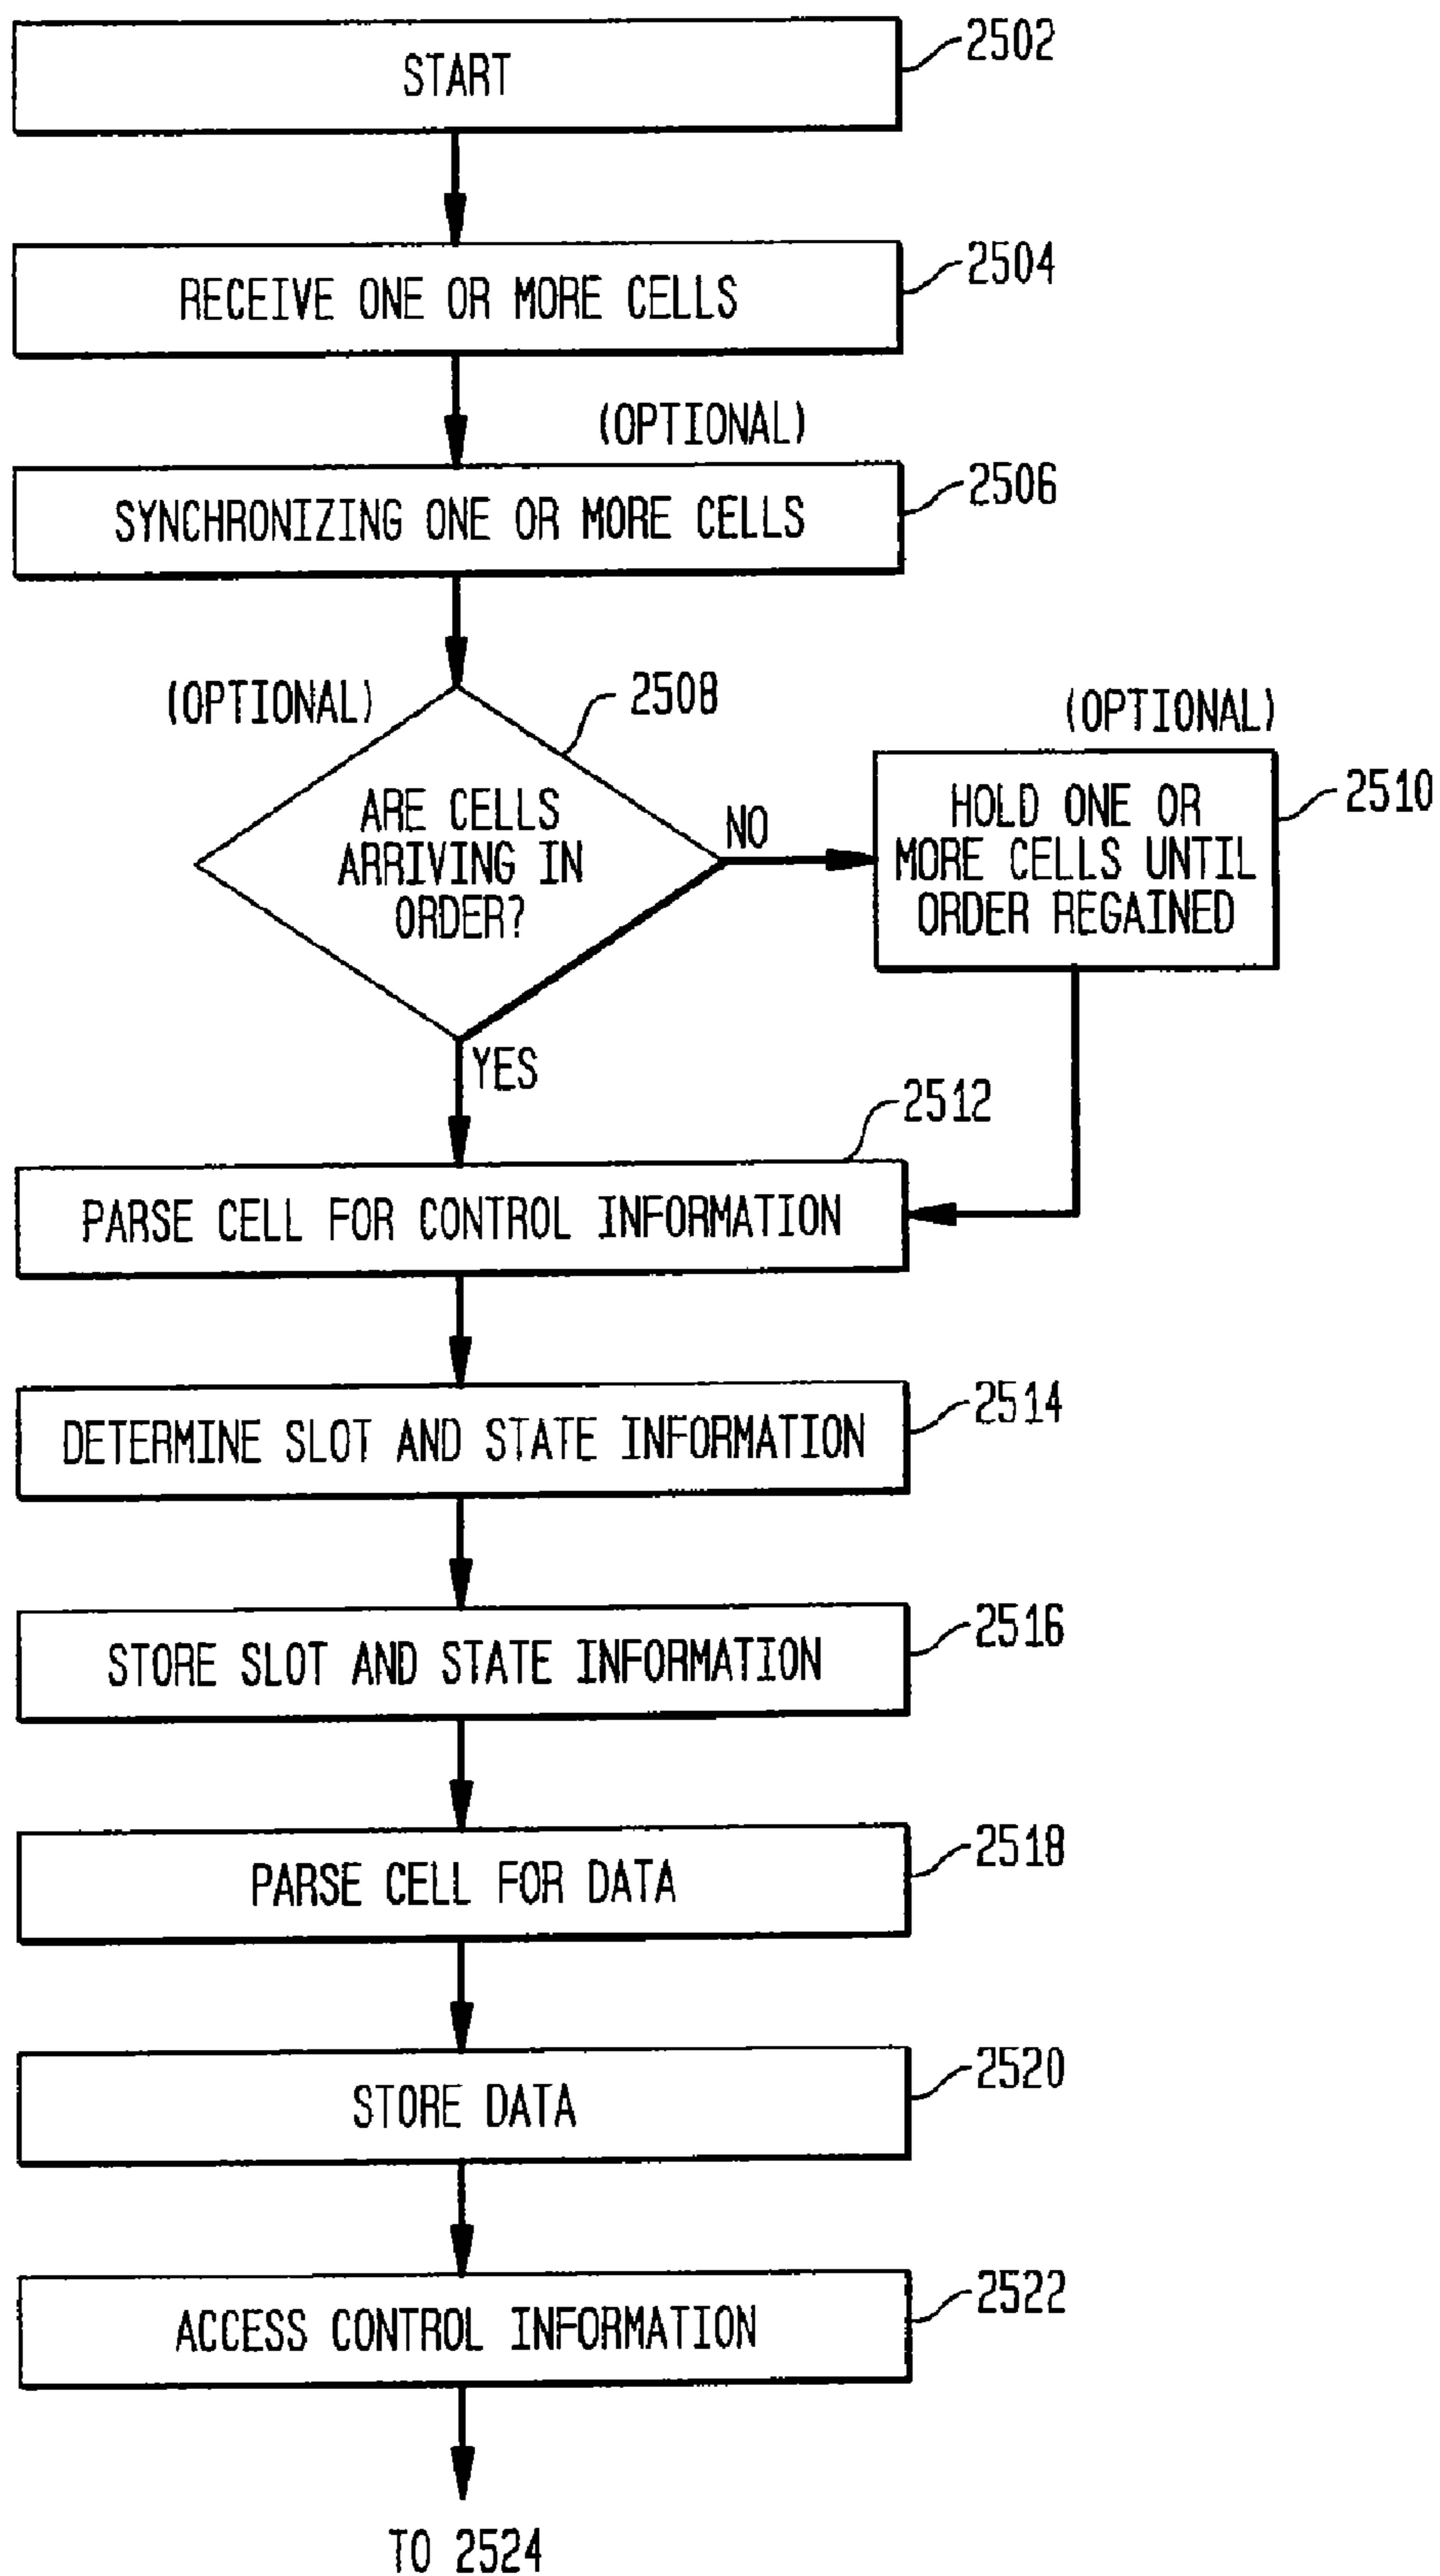 START
2502
RECEIVE ONE OR MORE CELLS
2504
(OPTIONAL)
SYNCHRONIZING ONE OR MORE CELLS
2506
(OPTIONAL)
2508
ARE CELLS
ARRIVING IN
ORDER?
NO
YES
(OPTIONAL)
HOLD ONE OR
MORE CELLS UNTIL
ORDER REGAINED
2510
2512
PARSE CELL FOR CONTROL INFORMATION
DETERMINE SLOT AND STATE INFORMATION
2514
STORE SLOT AND STATE INFORMATION
2516
PARSE CELL FOR DATA
2518
STORE DATA
2520
ACCESS CONTROL INFORMATION
2522
TO 2524